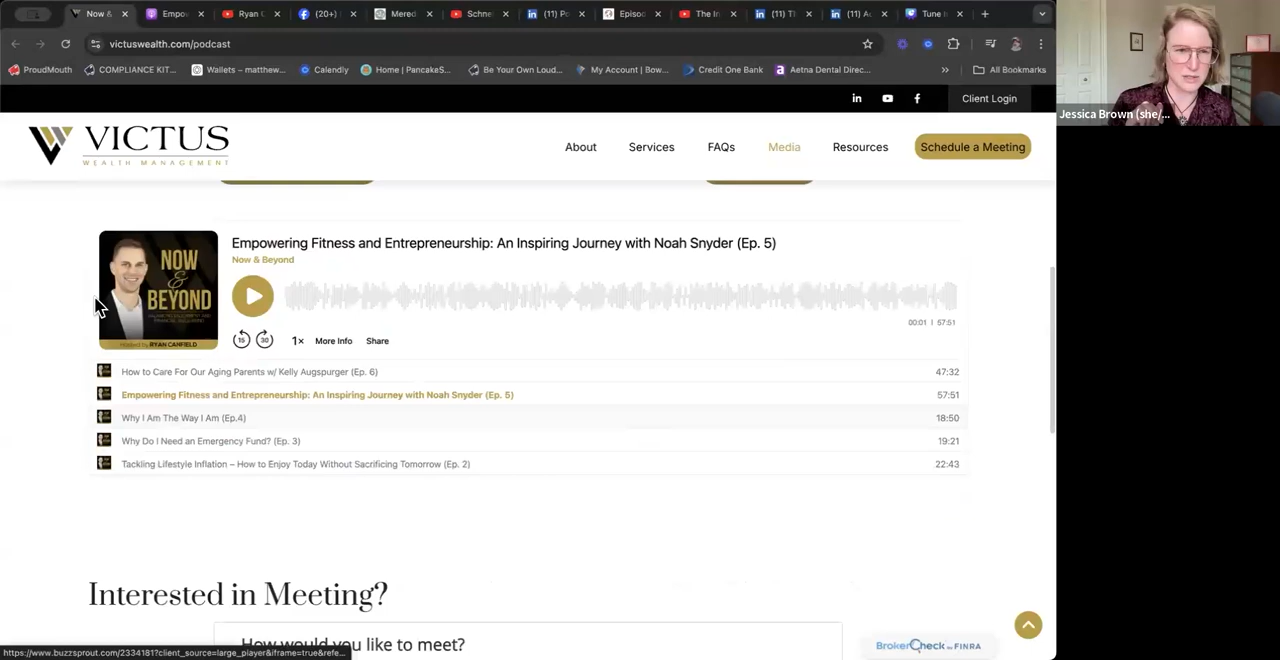 Now &
Empow
Ryan C
(20+)
Mered
Schne
(11) P
Episod
The In
(11) T
(11) A
Tune i
victuswealth.com/podcast
ProudMouth
COMPLIANCE KIT...
Wallets – matthew...
Calendly
Home | PancakeS...
Be Your Own Loud...
My Account | Bow...
Credit One Bank
Aetna Dental Direc...
»
All Bookmarks
Client Login
Jessica Brown (she/...
VICTUS
WEALTH MANAGEMENT
About
Services
FAQs
Media
Resources
Schedule a Meeting
NOW
&
BEYOND
Hosted by RYAN CANFIELD
Empowering Fitness and Entrepreneurship: An Inspiring Journey with Noah Snyder (Ep. 5)
Now & Beyond
00:01 | 57:51
15
30
1×
More Info
Share
How to Care For Our Aging Parents w/ Kelly Augspurger (Ep. 6) 47:32
Empowering Fitness and Entrepreneurship: An Inspiring Journey with Noah Snyder (Ep. 5) 57:51
Why I Am The Way I Am (Ep.4) 18:50
Why Do I Need an Emergency Fund? (Ep. 3) 19:21
Tackling Lifestyle Inflation – How to Enjoy Today Without Sacrificing Tomorrow (Ep. 2) 22:43
Interested in Meeting?
How would you like to meet?
BrokerCheck by FINRA
https://www.buzzsprout.com/2334181?client_source=large_player&iframe=true&refe...